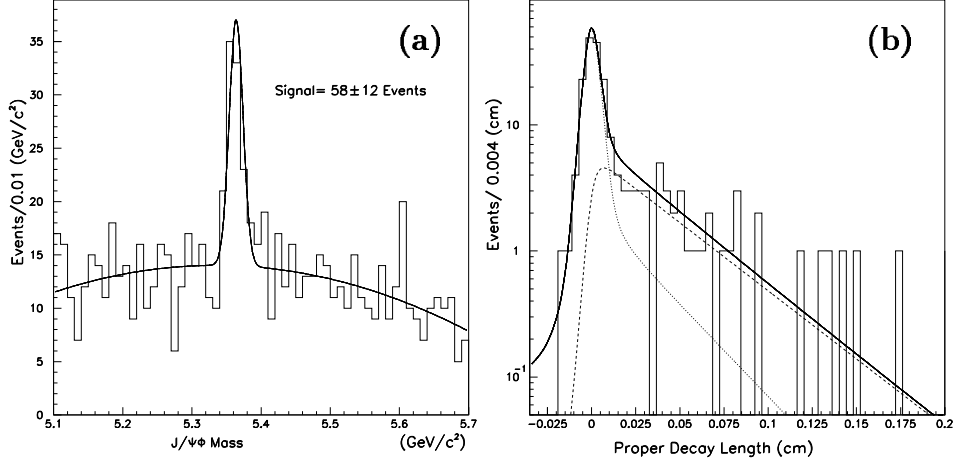 (a)
Signal= 58±12 Events
Events/0.01 (GeV/c²)
35
30
25
20
15
10
5
0
5.1 5.2 5.3 5.4 5.5 5.6 5.7
J/ψΦ Mass (GeV/c²)
(b)
Events/ 0.004 (cm)
10
1
10⁻¹
-0.025 0 0.025 0.05 0.075 0.1 0.125 0.15 0.175 0.2
Proper Decay Length (cm)